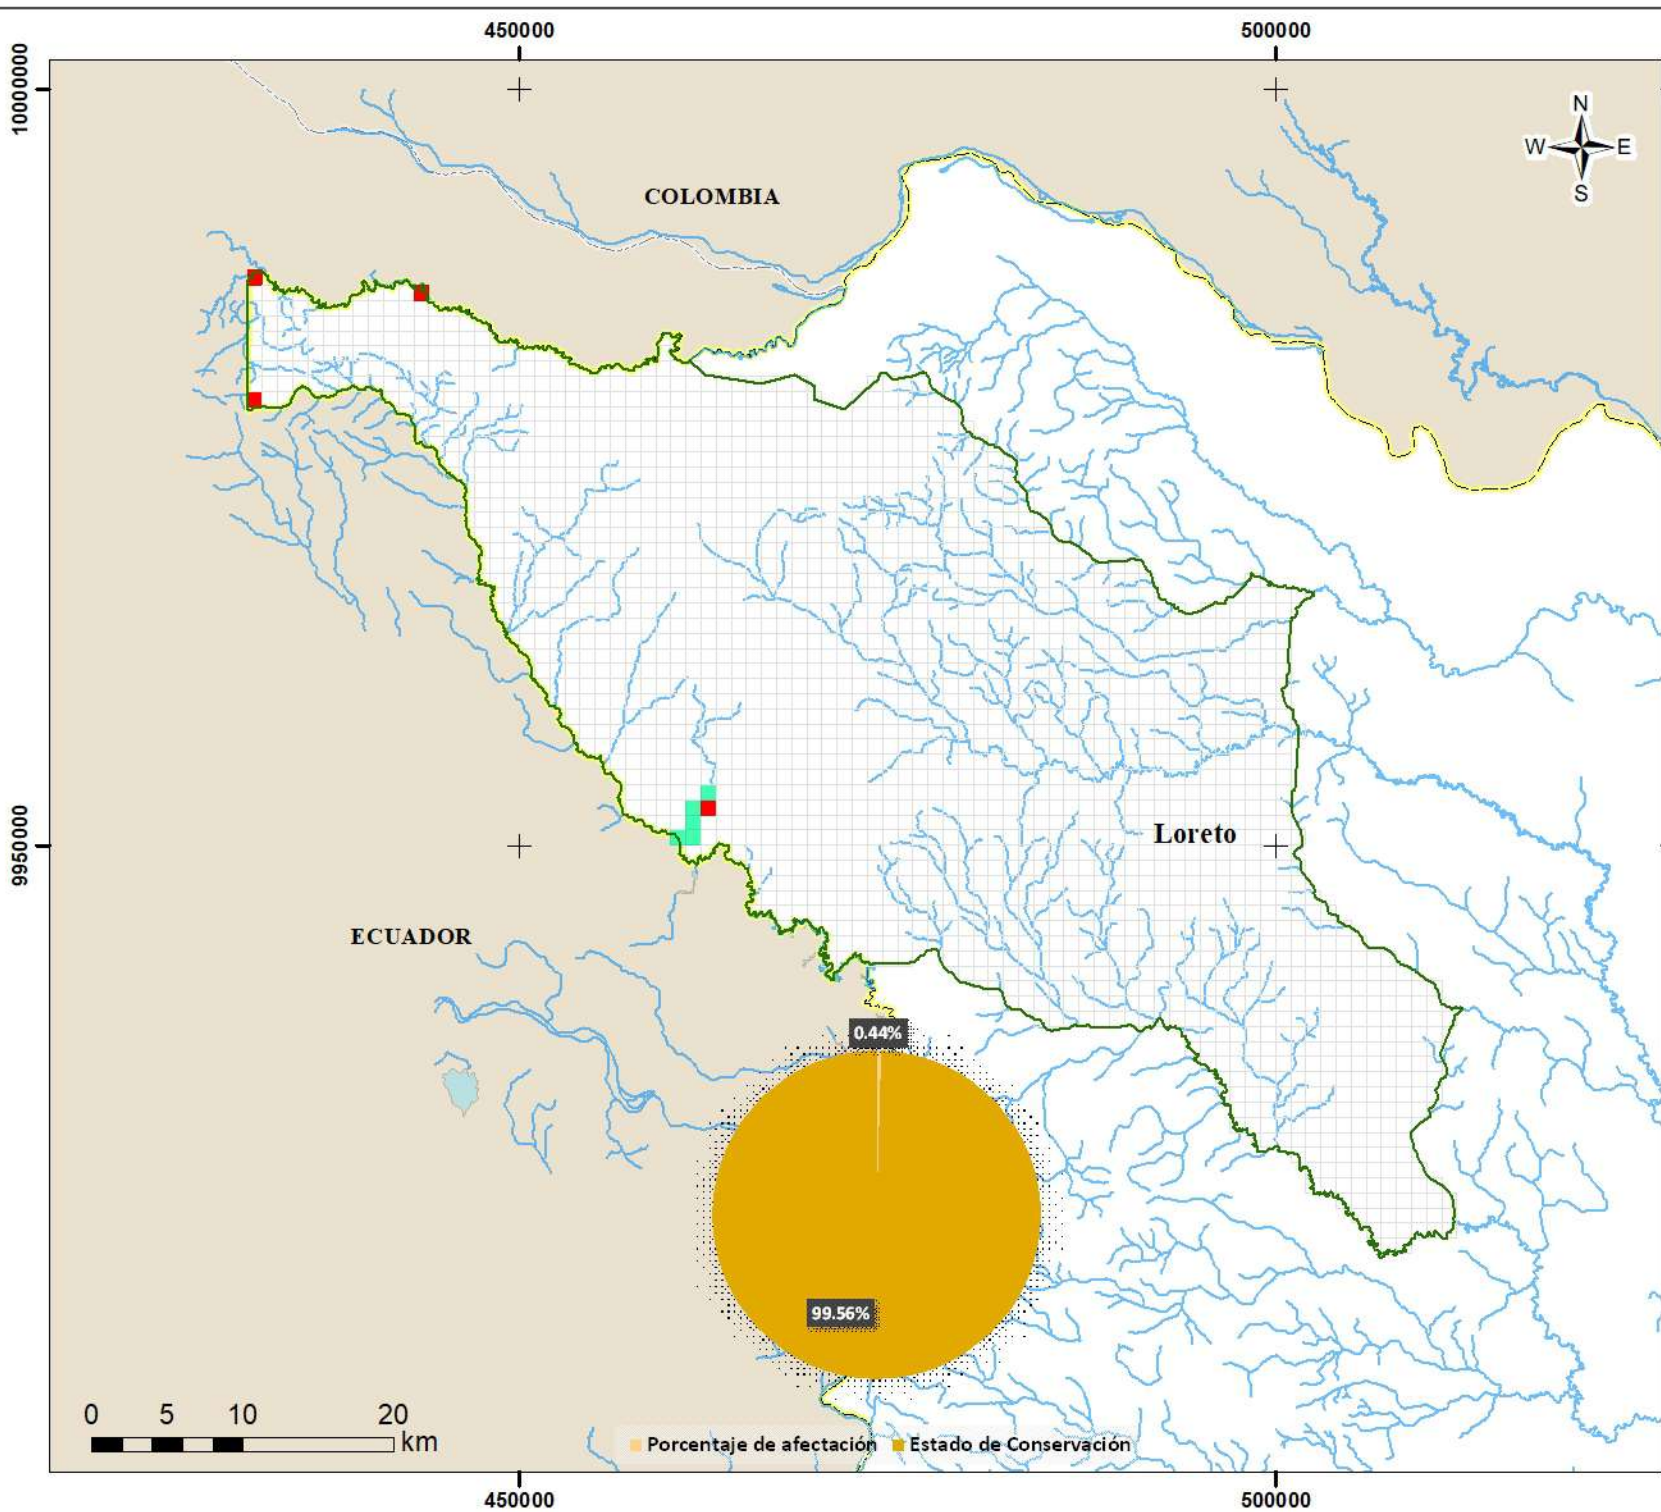 450000 500000
10000000
N
W E
S
COLOMBIA
9950000
Loreto
ECUADOR
0.44%
99.56%
0 5 10 20
km
Porcentaje de afectación Estado de Conservación
450000 500000